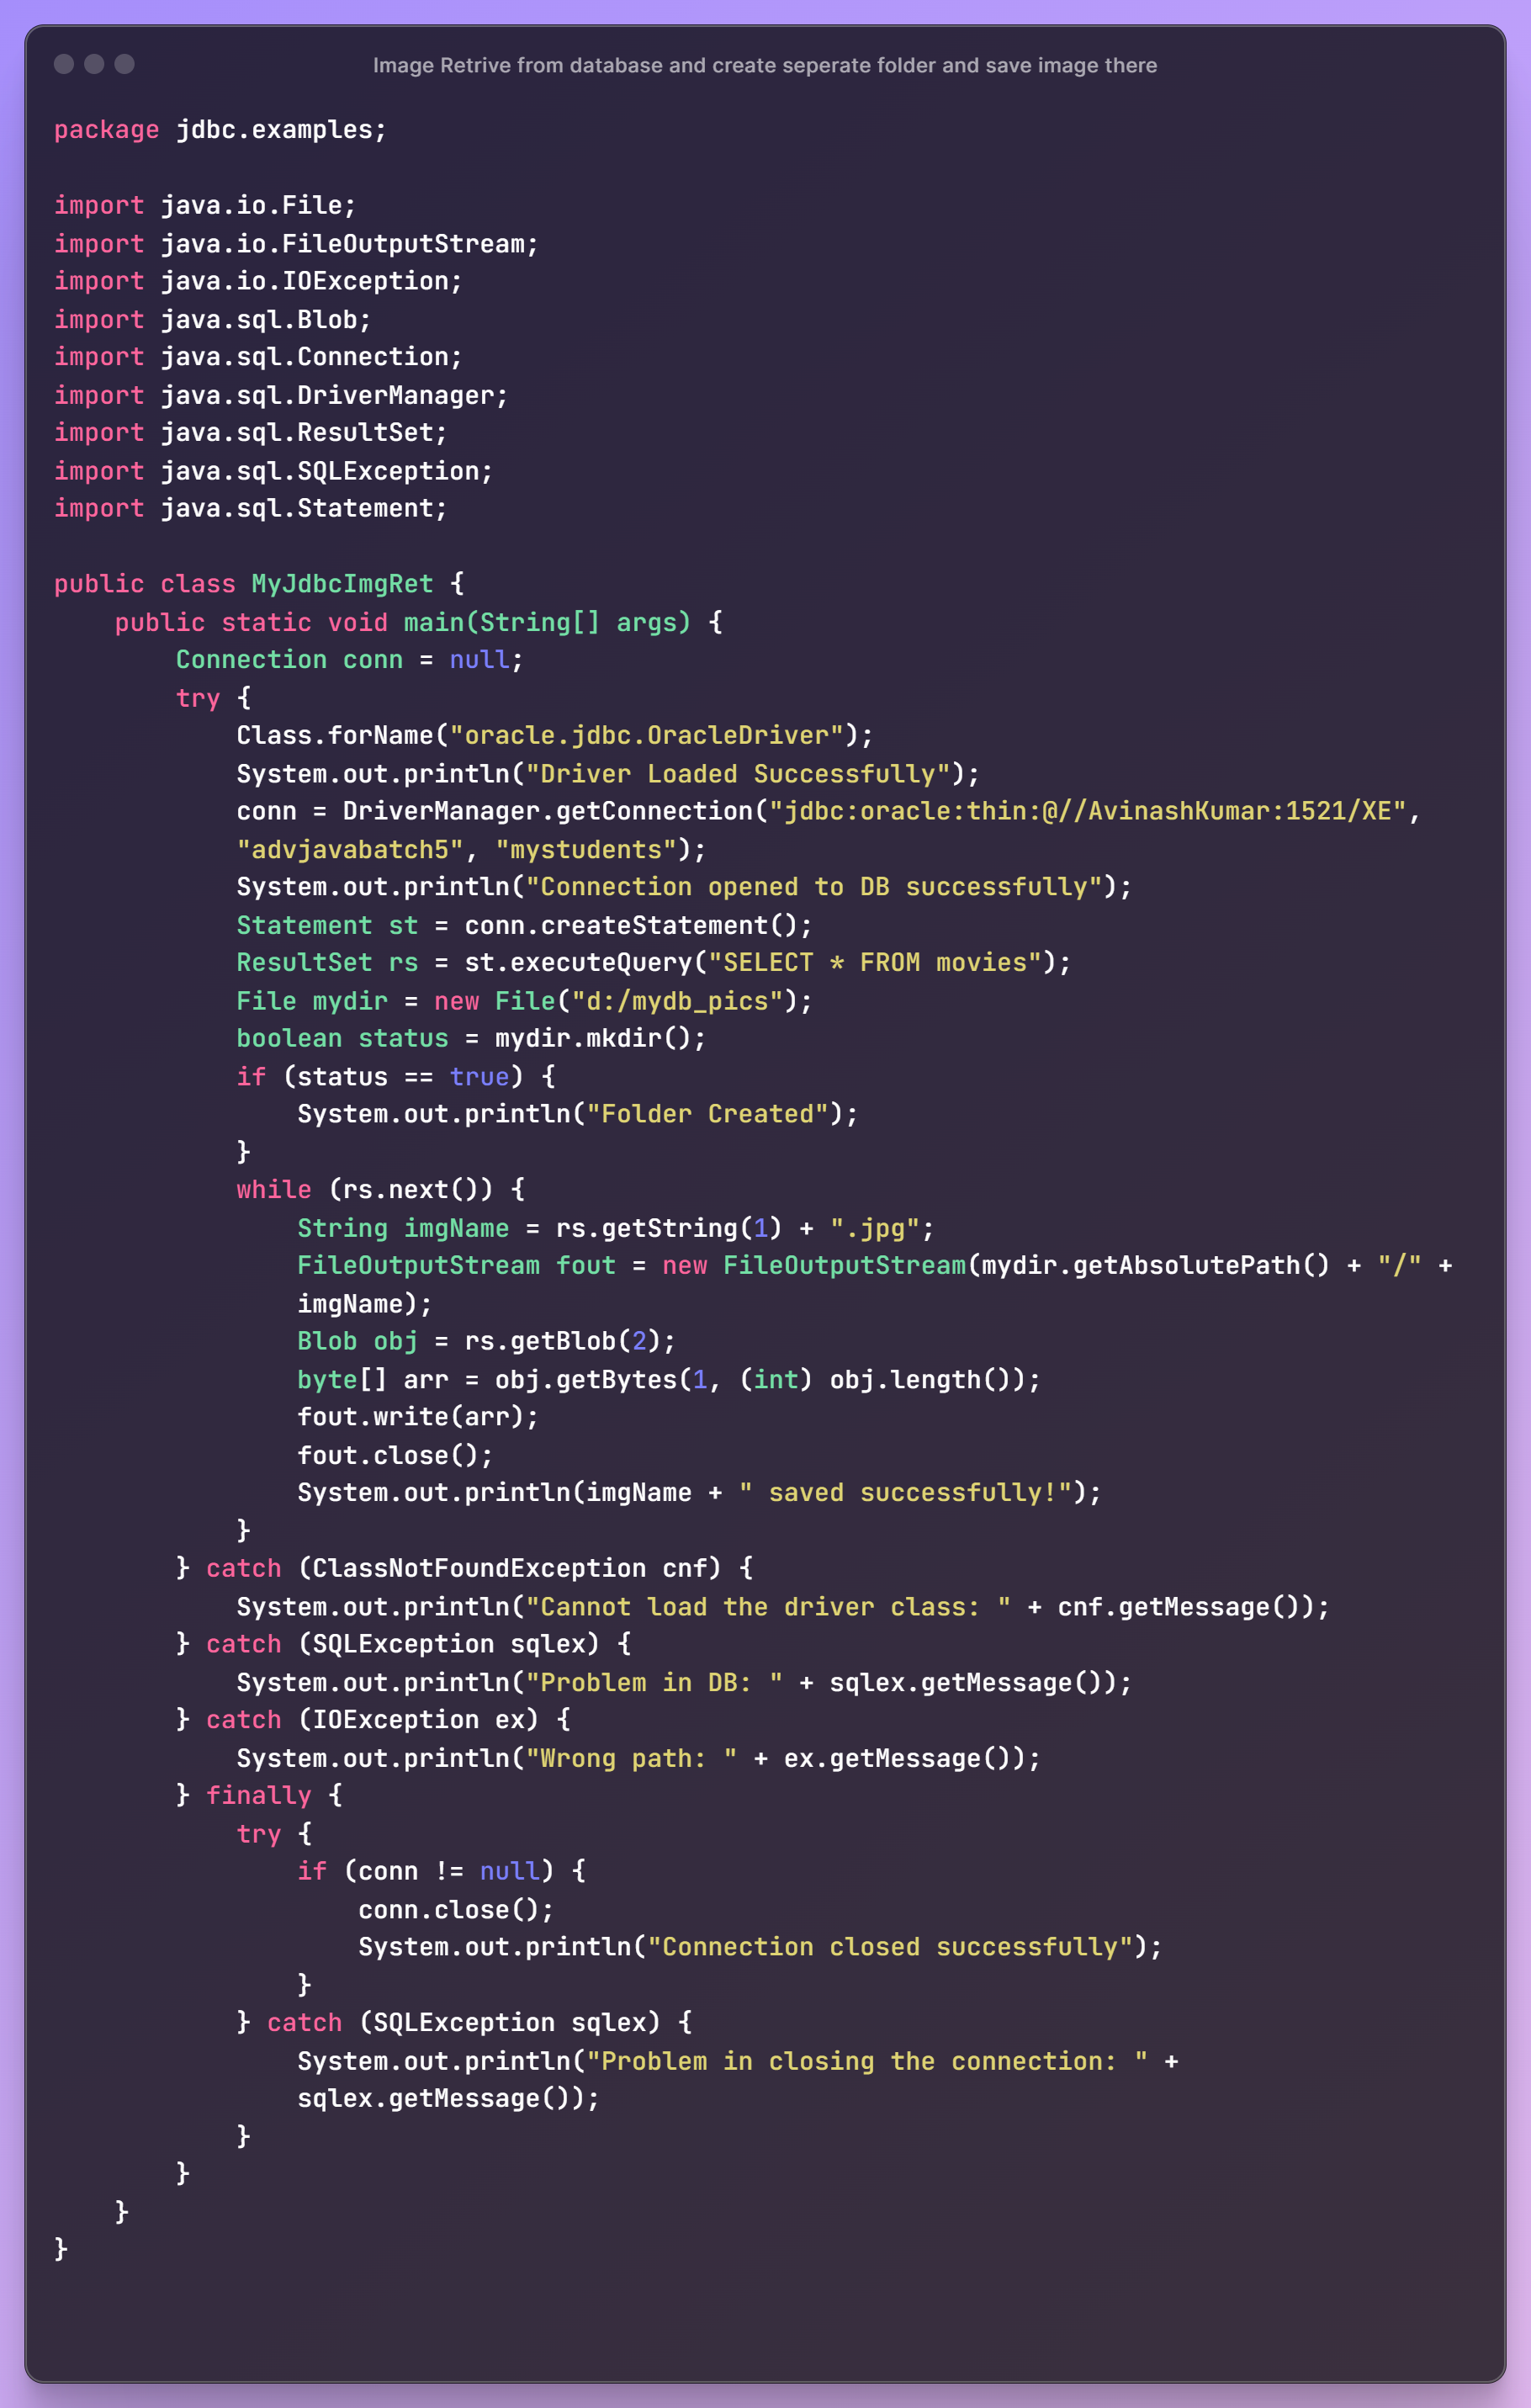 Image Retrive from database and create seperate folder and save image there
package jdbc.examples;

import java.io.File;
import java.io.FileOutputStream;
import java.io.IOException;
import java.sql.Blob;
import java.sql.Connection;
import java.sql.DriverManager;
import java.sql.ResultSet;
import java.sql.SQLException;
import java.sql.Statement;

public class MyJdbcImgRet {
    public static void main(String[] args) {
        Connection conn = null;
        try {
            Class.forName("oracle.jdbc.OracleDriver");
            System.out.println("Driver Loaded Successfully");
            conn = DriverManager.getConnection("jdbc:oracle:thin:@//AvinashKumar:1521/XE",
            "advjavabatch5", "mystudents");
            System.out.println("Connection opened to DB successfully");
            Statement st = conn.createStatement();
            ResultSet rs = st.executeQuery("SELECT * FROM movies");
            File mydir = new File("d:/mydb_pics");
            boolean status = mydir.mkdir();
            if (status == true) {
                System.out.println("Folder Created");
            }
            while (rs.next()) {
                String imgName = rs.getString(1) + ".jpg";
                FileOutputStream fout = new FileOutputStream(mydir.getAbsolutePath() + "/" +
                imgName);
                Blob obj = rs.getBlob(2);
                byte[] arr = obj.getBytes(1, (int) obj.length());
                fout.write(arr);
                fout.close();
                System.out.println(imgName + " saved successfully!");
            }
        } catch (ClassNotFoundException cnf) {
            System.out.println("Cannot load the driver class: " + cnf.getMessage());
        } catch (SQLException sqlex) {
            System.out.println("Problem in DB: " + sqlex.getMessage());
        } catch (IOException ex) {
            System.out.println("Wrong path: " + ex.getMessage());
        } finally {
            try {
                if (conn != null) {
                    conn.close();
                    System.out.println("Connection closed successfully");
                }
            } catch (SQLException sqlex) {
                System.out.println("Problem in closing the connection: " +
                sqlex.getMessage());
            }
        }
    }
}